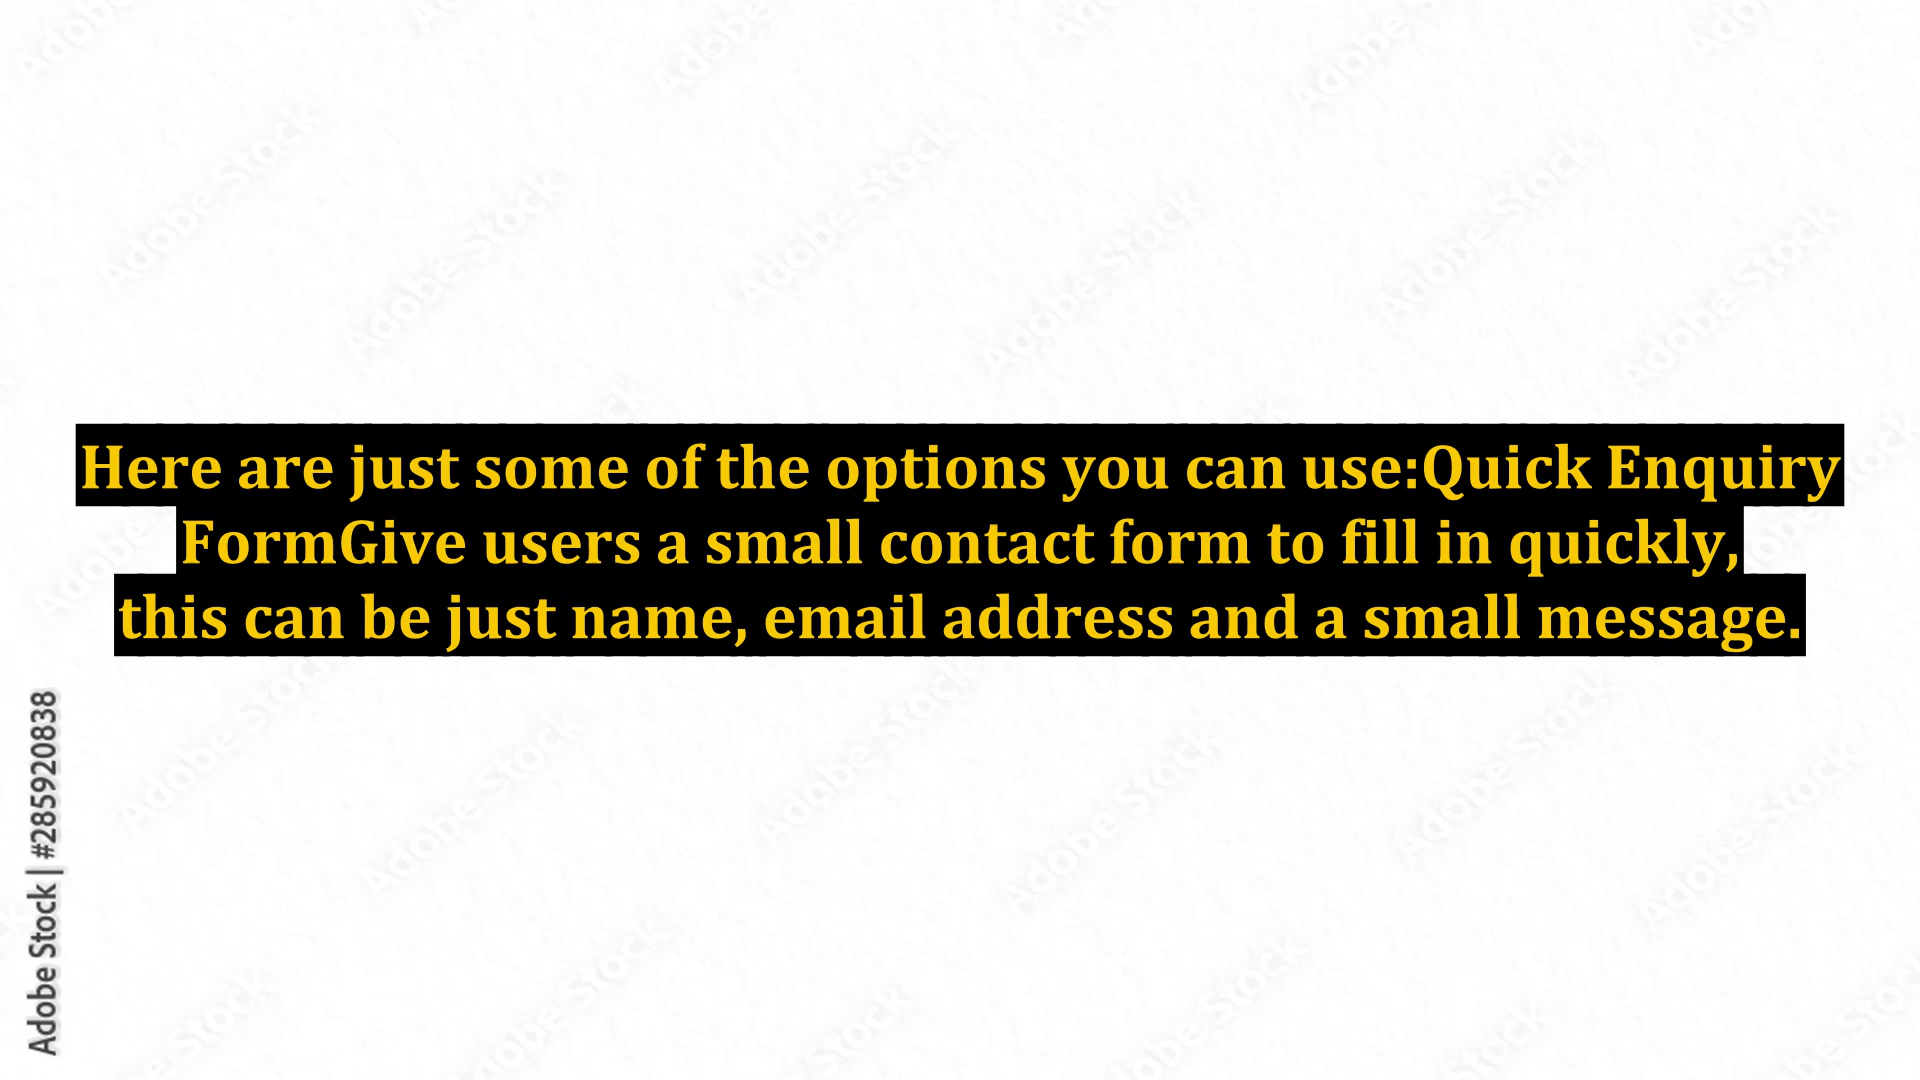 Here are just some of the options you can use:Quick Enquiry
FormGive users a small contact form to fill in quickly,
this can be just name, email address and a small message.
Adobe Stock | #285920838